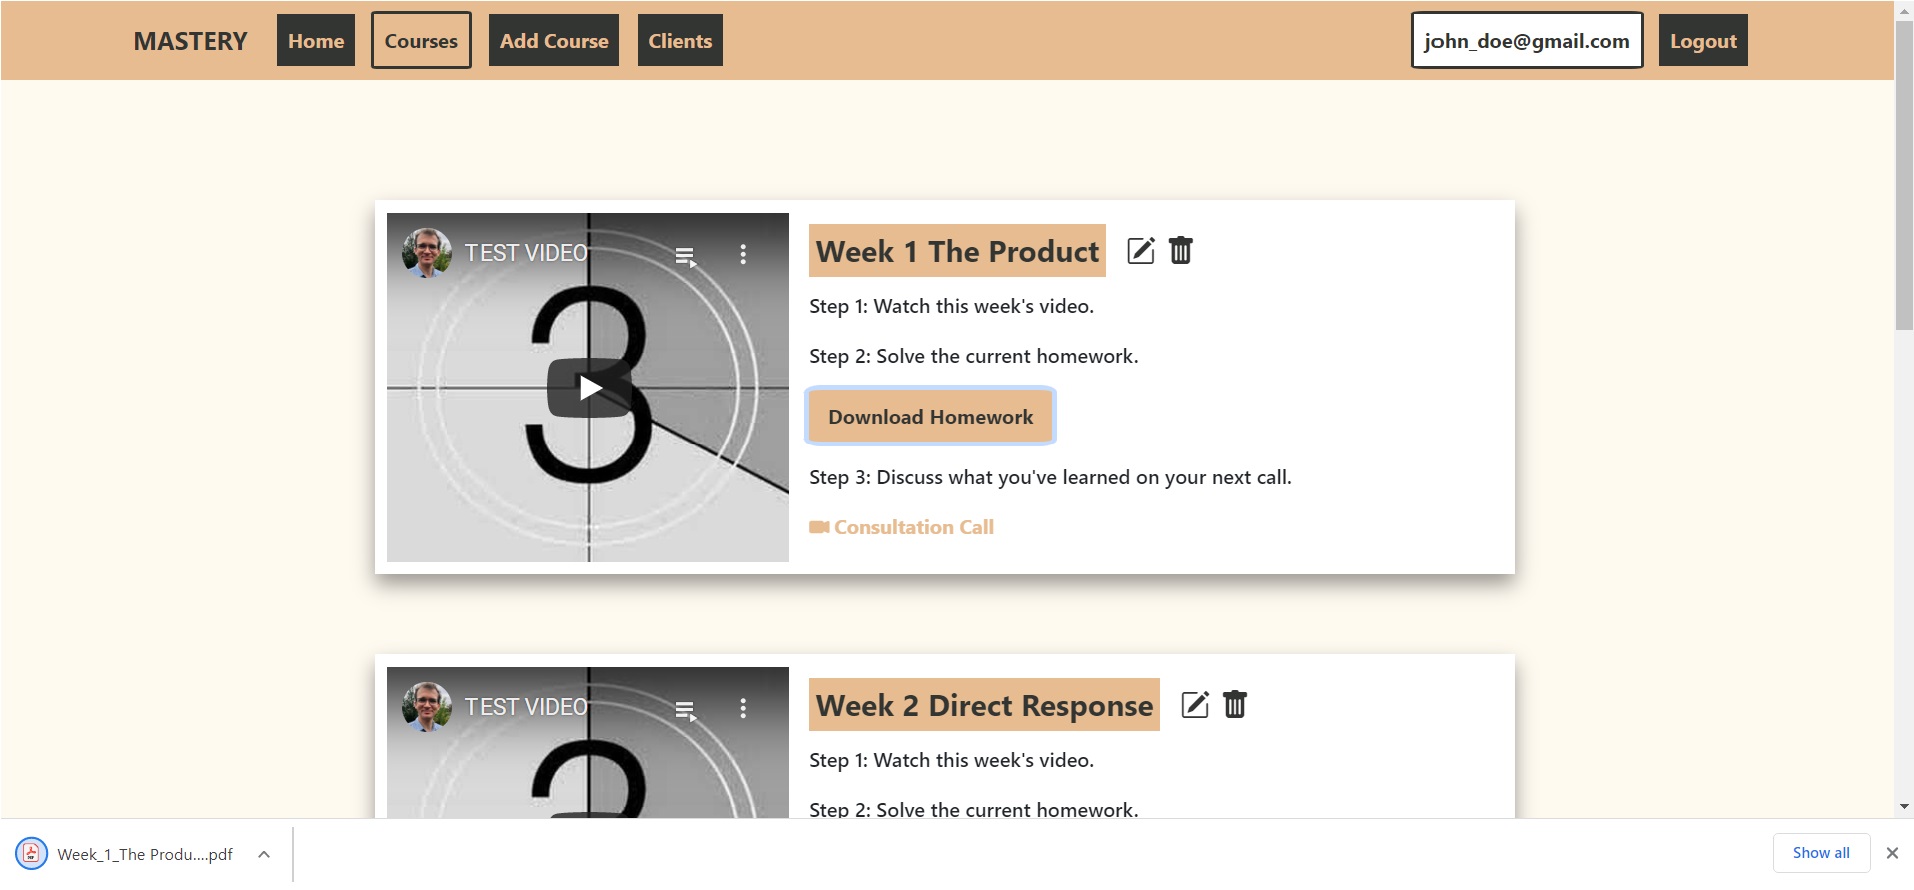 MASTERY Home Courses Add Course Clients john_doe@gmail.com Logout
TEST VIDEO
3
Week 1 The Product
Step 1: Watch this week's video.
Step 2: Solve the current homework.
Download Homework
Step 3: Discuss what you've learned on your next call.
Consultation Call
TEST VIDEO
3
Week 2 Direct Response
Step 1: Watch this week's video.
Step 2: Solve the current homework.
Week_1_The Produ....pdf
Show all